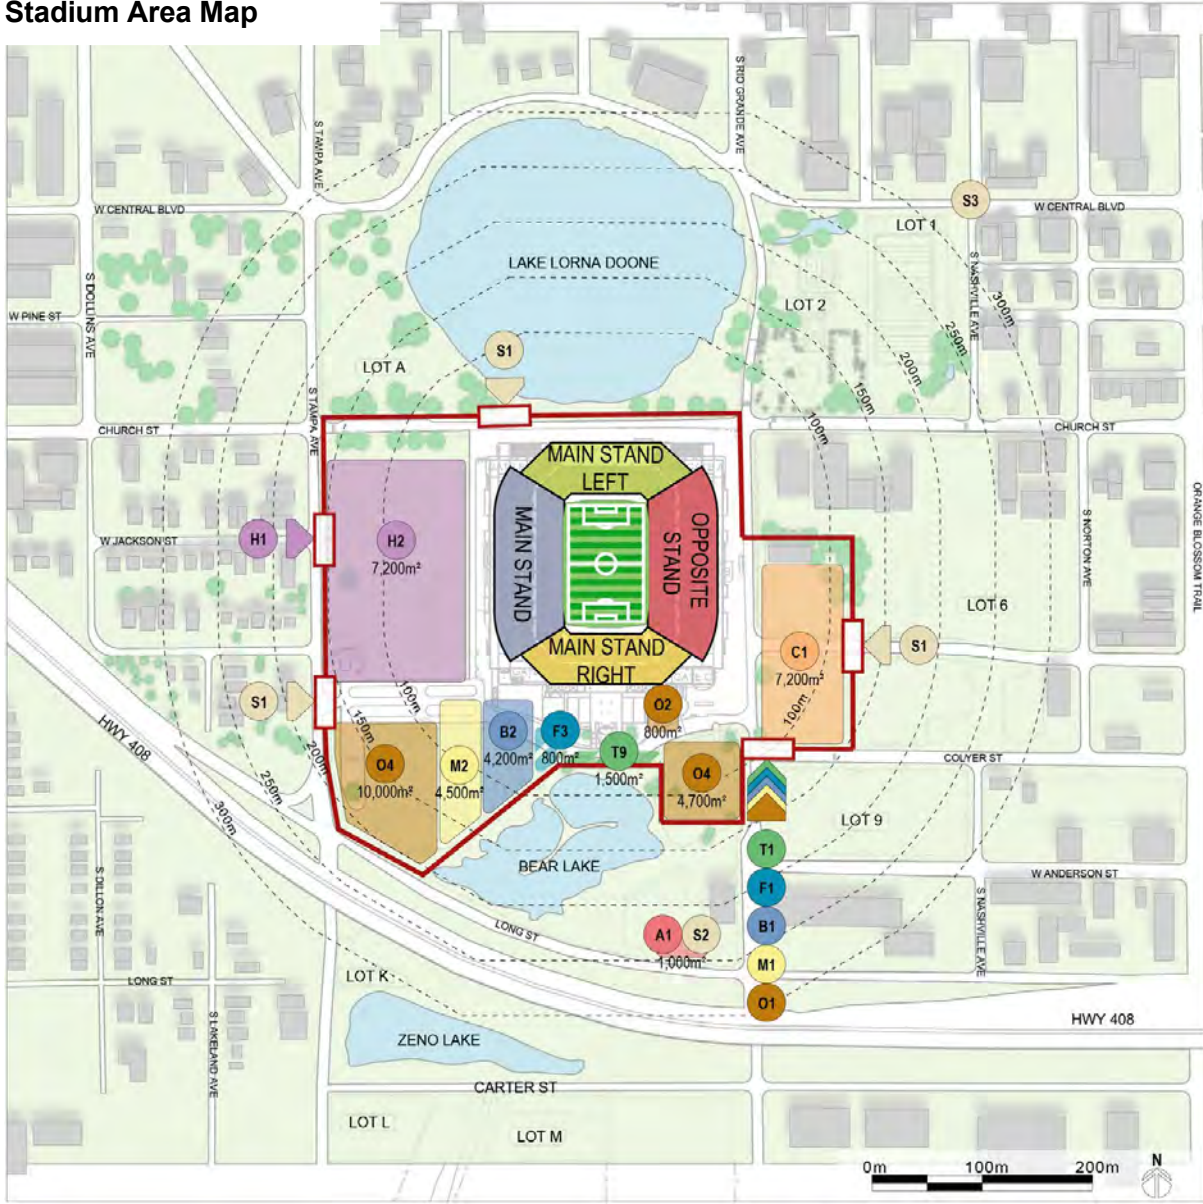 Stadium Area Map
S RIO GRANDE AVE
S TAMPA AVE
S3
W CENTRAL BLVD
W CENTRAL BLVD
LOT 1
LAKE LORNA DOONE
S DOLLINS AVE
S NASHVILLE AVE
300m
LOT 2
W PINE ST
250m
S1
LOT A
200m
150m
S TAMPA AVE
100m
CHURCH ST
CHURCH ST
MAIN STAND
LEFT
ORANGE BLOSSOM TRAIL
H1
W JACKSON ST
H2
7,200m²
MAIN STAND
OPPOSITE
STAND
S NORTON AVE
LOT 6
MAIN STAND
RIGHT
C1
7,200m²
S1
S1
100m
150m
200m
250m
300m
O2
800m²
100m
HWY 408
B2
4,200m²
F3
800m²
T9
1,500m²
O4
10,000m²
M2
4,500m²
O4
4,700m²
COLYER ST
LOT 9
T1
BEAR LAKE
W ANDERSON ST
F1
S DILLON AVE
S NASHVILLE AVE
LONG ST
B1
A1
S2
1,000m²
M1
LOT K
LONG ST
O1
HWY 408
S LAKELAND AVE
ZENO LAKE
CARTER ST
LOT L
LOT M
0m
100m
200m
N